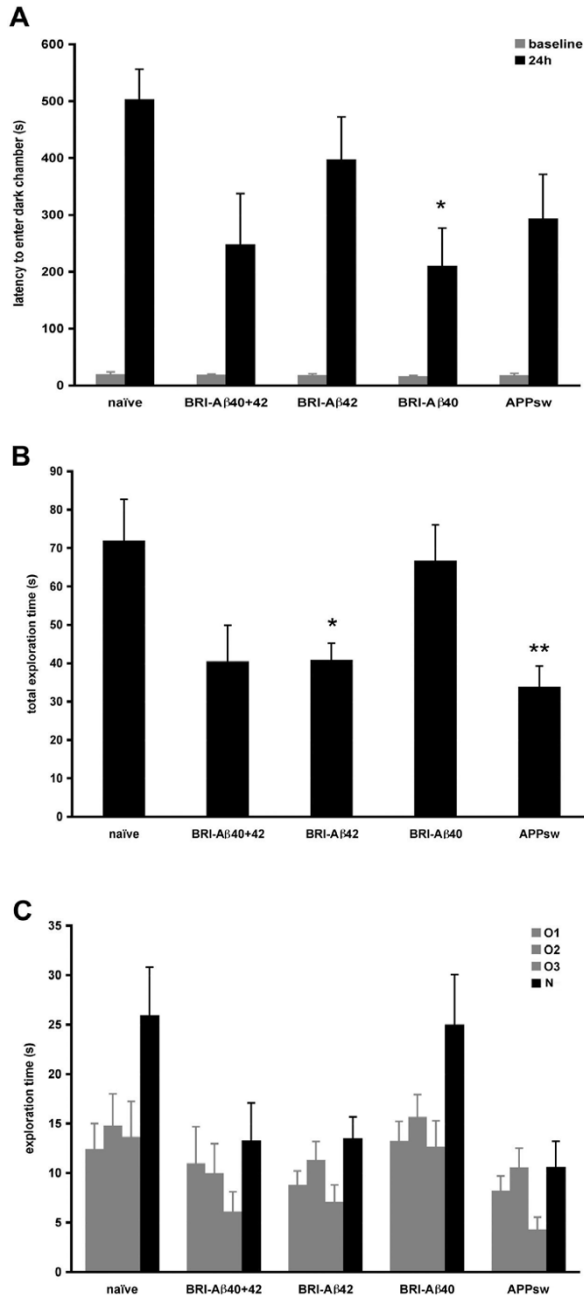 A
600
500
400
300
200
100
0
latency to enter dark chamber (s)
baseline
24h
*
naïve BRI-Aβ40+42 BRI-Aβ42 BRI-Aβ40 APPsw
B
90
80
70
60
50
40
30
20
10
0
total exploration time (s)
*
**
naïve BRI-Aβ40+42 BRI-Aβ42 BRI-Aβ40 APPsw
C
35
30
25
20
15
10
5
0
exploration time (s)
O1
O2
O3
N
naïve BRI-Aβ40+42 BRI-Aβ42 BRI-Aβ40 APPsw